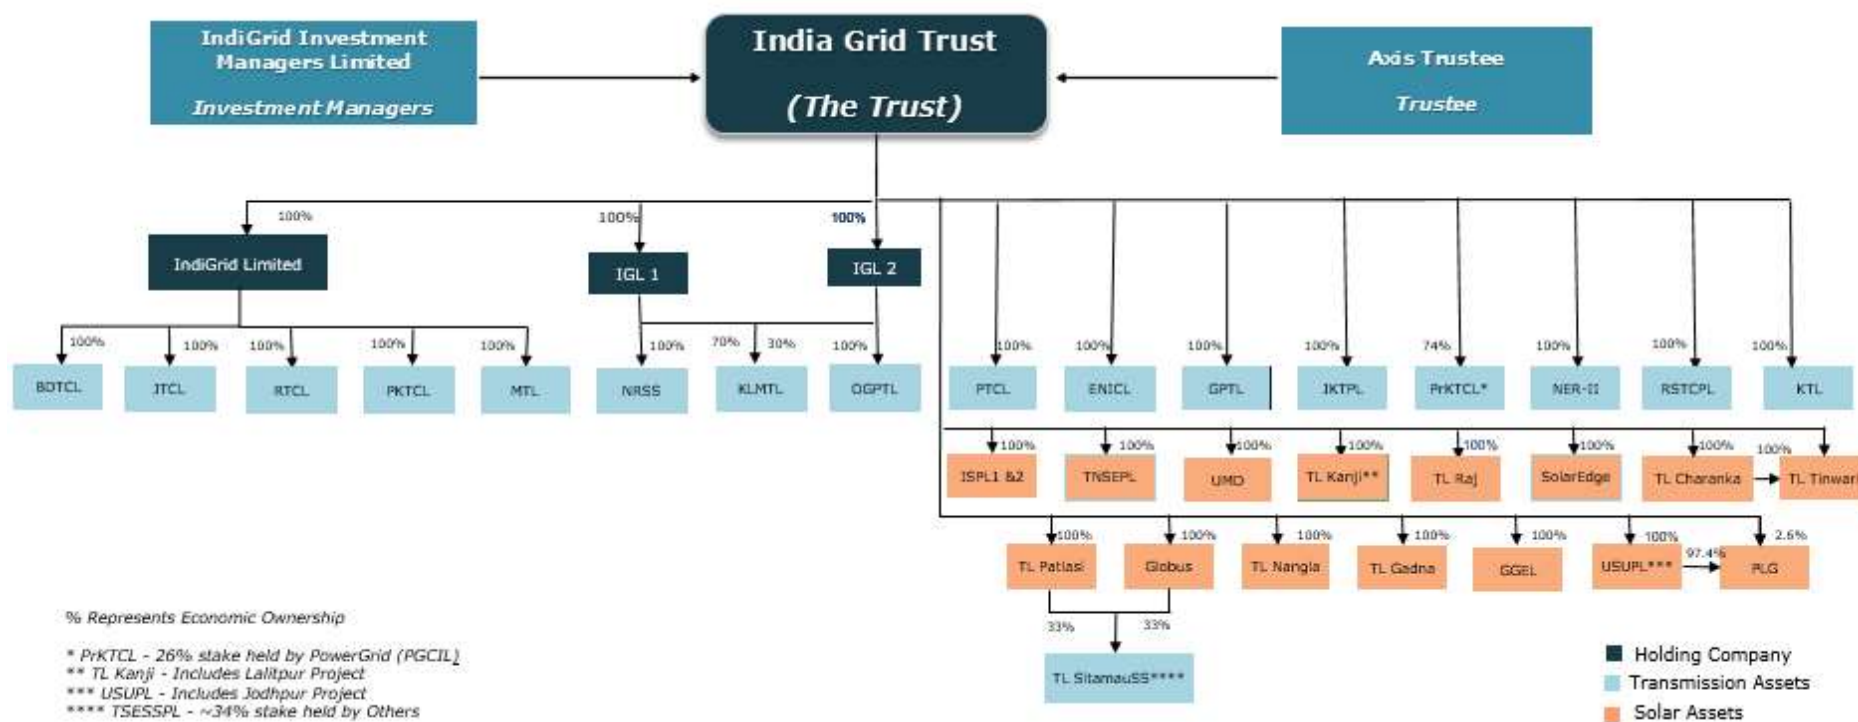 IndiGrid Investment
Managers Limited
Investment Managers
India Grid Trust
(The Trust)
Axis Trustee
Trustee
100%
100%
100%
IndiGrid Limited
IGL 1
IGL 2
100%
100%
100%
100%
100%
100%
70%
30%
100%
100%
100%
100%
100%
74%
100%
100%
100%
BDTCL
JTCL
RTCL
PKTCL
MTL
NRSS
KLMTL
OGPTL
PTCL
ENICL
GPTL
JKTPL
PrKTCL*
NER-II
RSTCPL
KTL
100%
100%
100%
100%
100%
100%
100%
100%
ISPL1 &2
TNSEPL
UMD
TL Kanji**
TL Raj
SolarEdge
TL Charanka
TL Tinwari
100%
100%
100%
100%
100%
100%
97.4%
2.6%
TL Patlasi
Globus
TL Nangla
TL Gadna
GGEL
USUPL***
PLG
33%
33%
TL SitamauSS****
% Represents Economic Ownership
* PrKTCL - 26% stake held by PowerGrid (PGCIL)
** TL Kanji - Includes Lalitpur Project
*** USUPL - Includes Jodhpur Project
**** TSESSPL - ~34% stake held by Others
Holding Company
Transmission Assets
Solar Assets